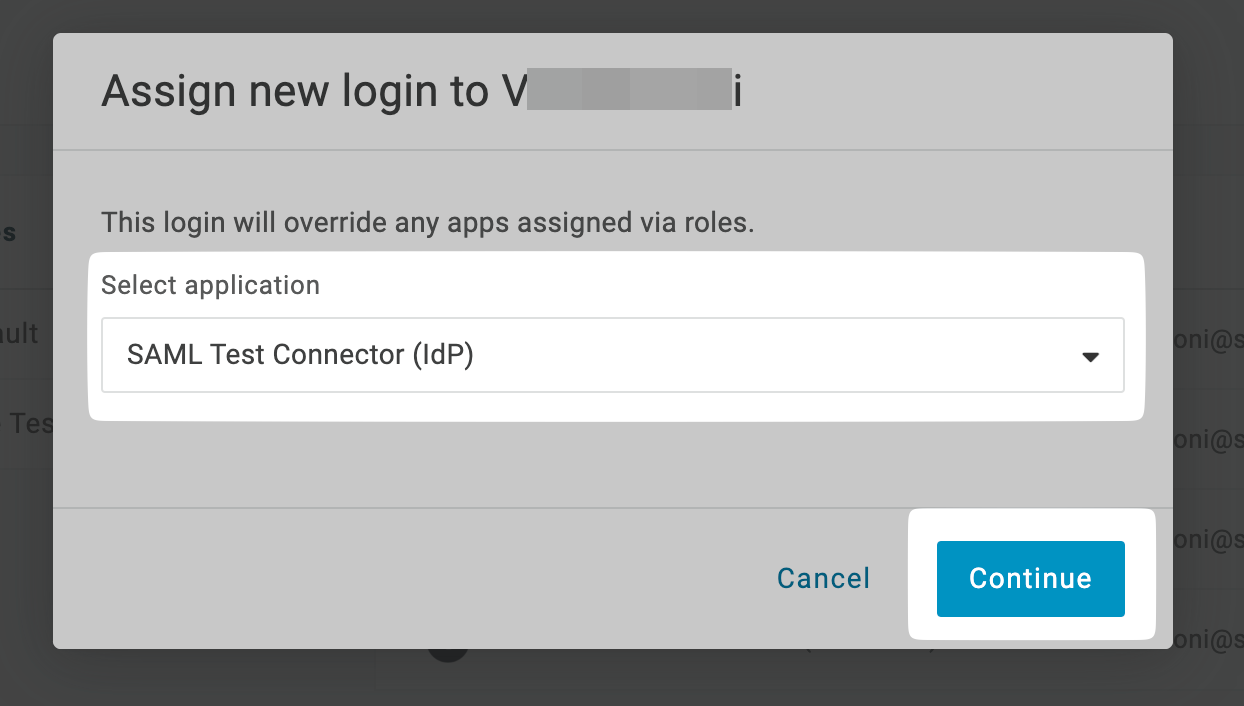 Assign new login to V i
This login will override any apps assigned via roles.
Select application
SAML Test Connector (IdP)
Cancel
Continue
s
ault
Tes
oni@s
oni@s
oni@s
oni@s